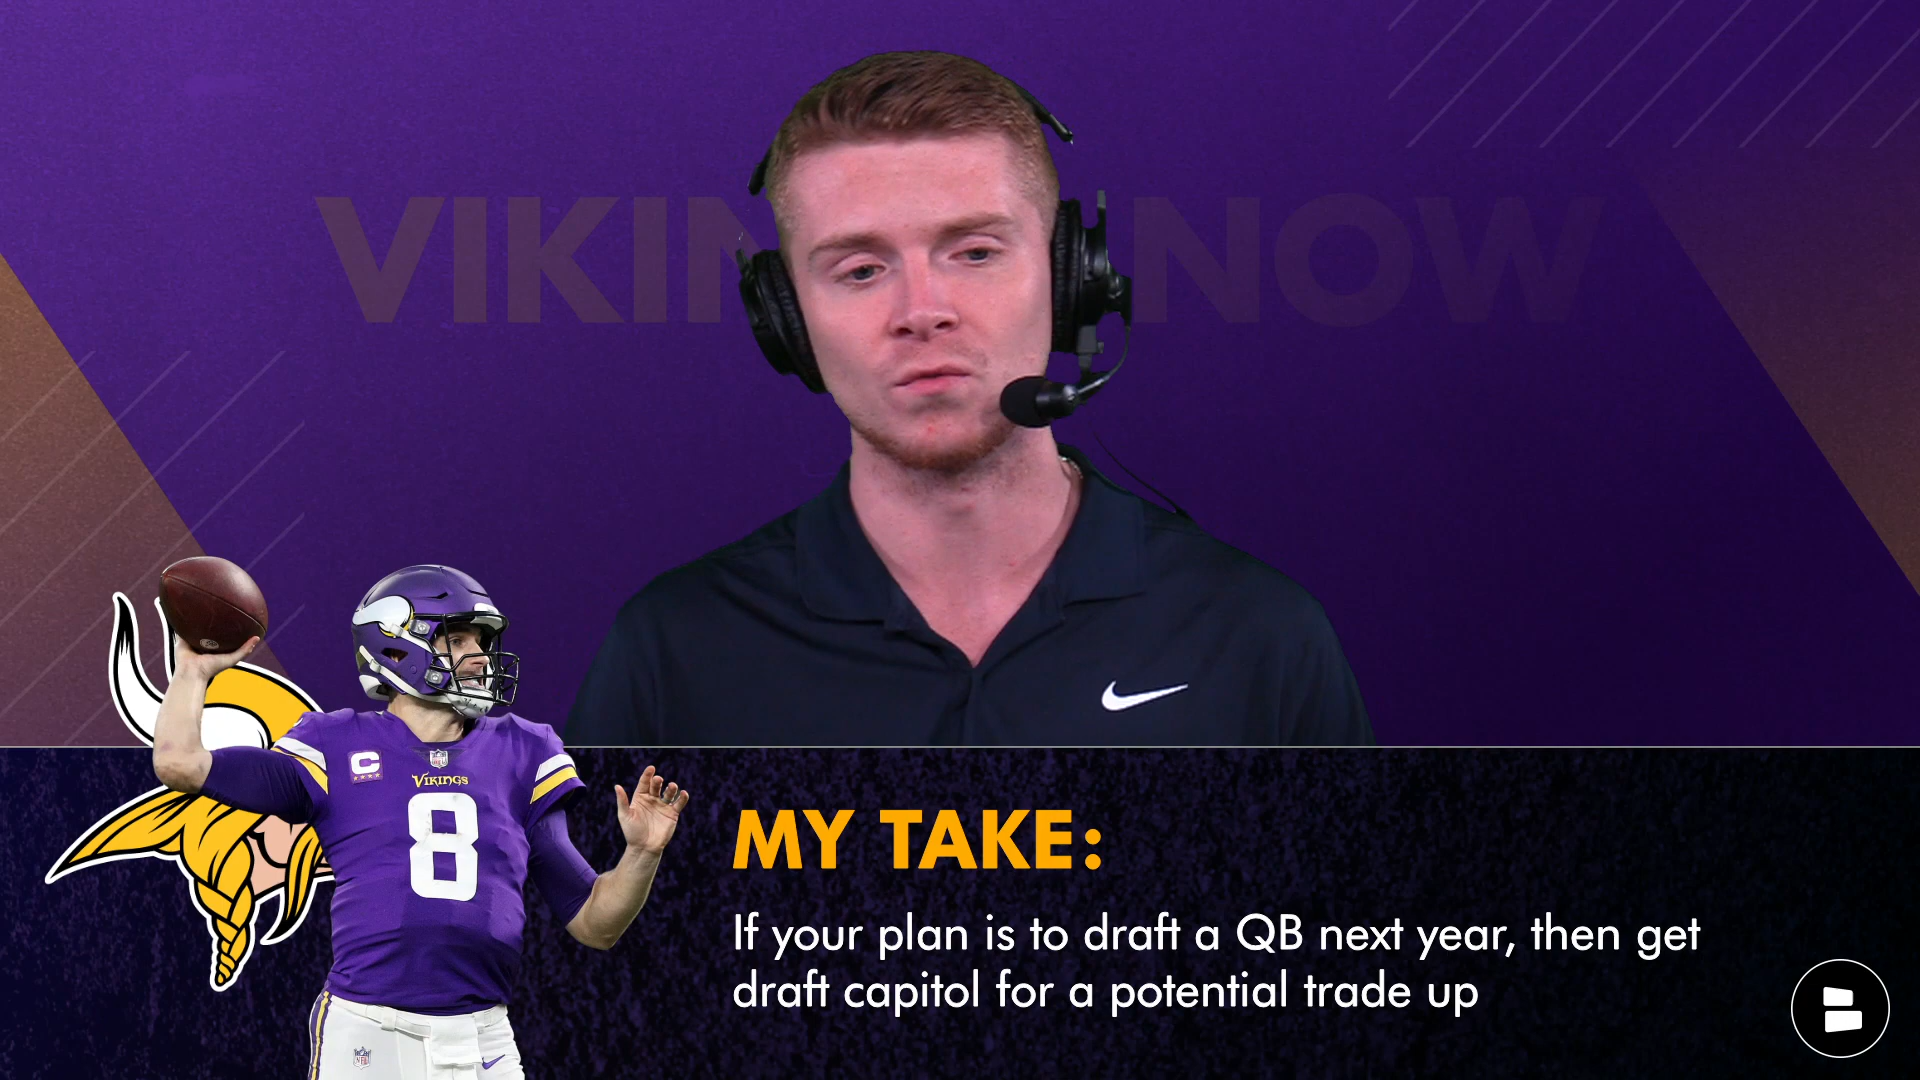 VIKIN NOW
C
VIKINGS
8
MY TAKE:
If your plan is to draft a QB next year, then get
draft capitol for a potential trade up